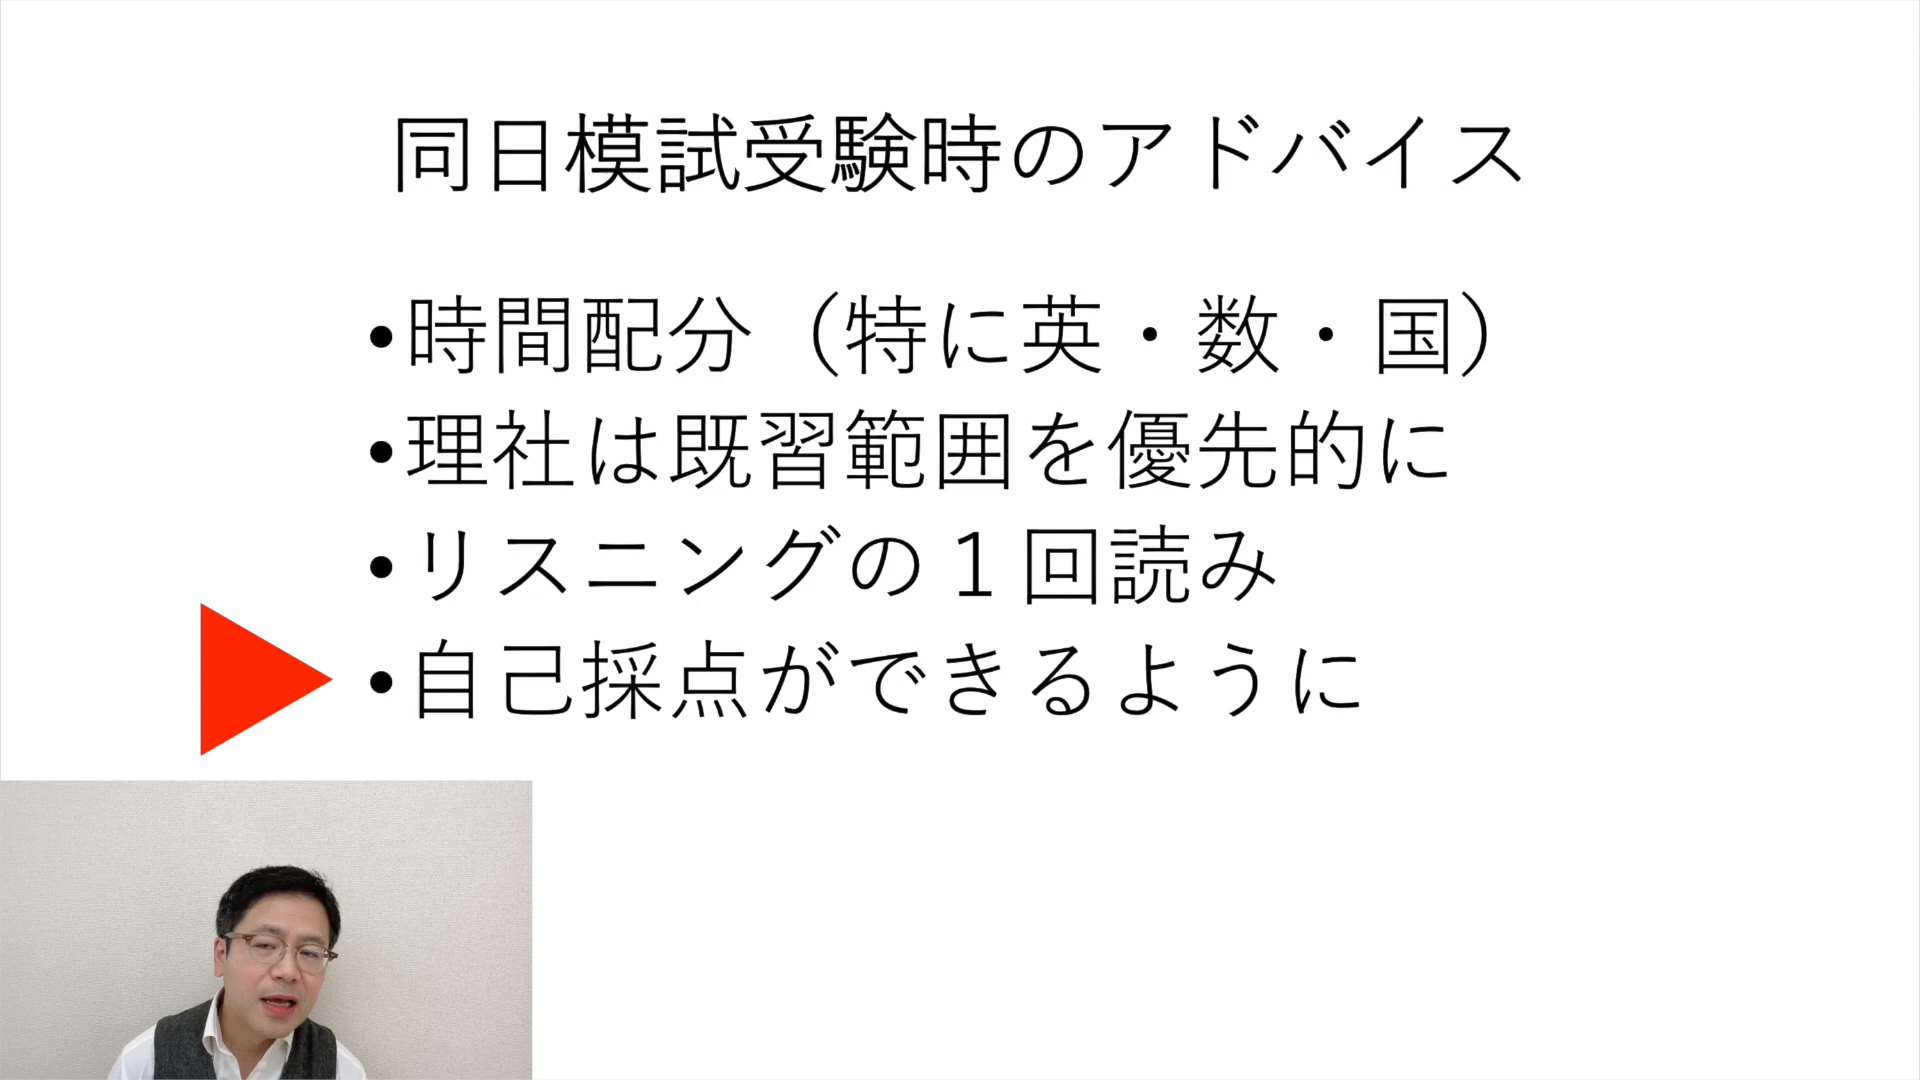 同日模試受験時のアドバイス
•時間配分（特に英・数・国）
•理社は既習範囲を優先的に
•リスニングの１回読み
•自己採点ができるように